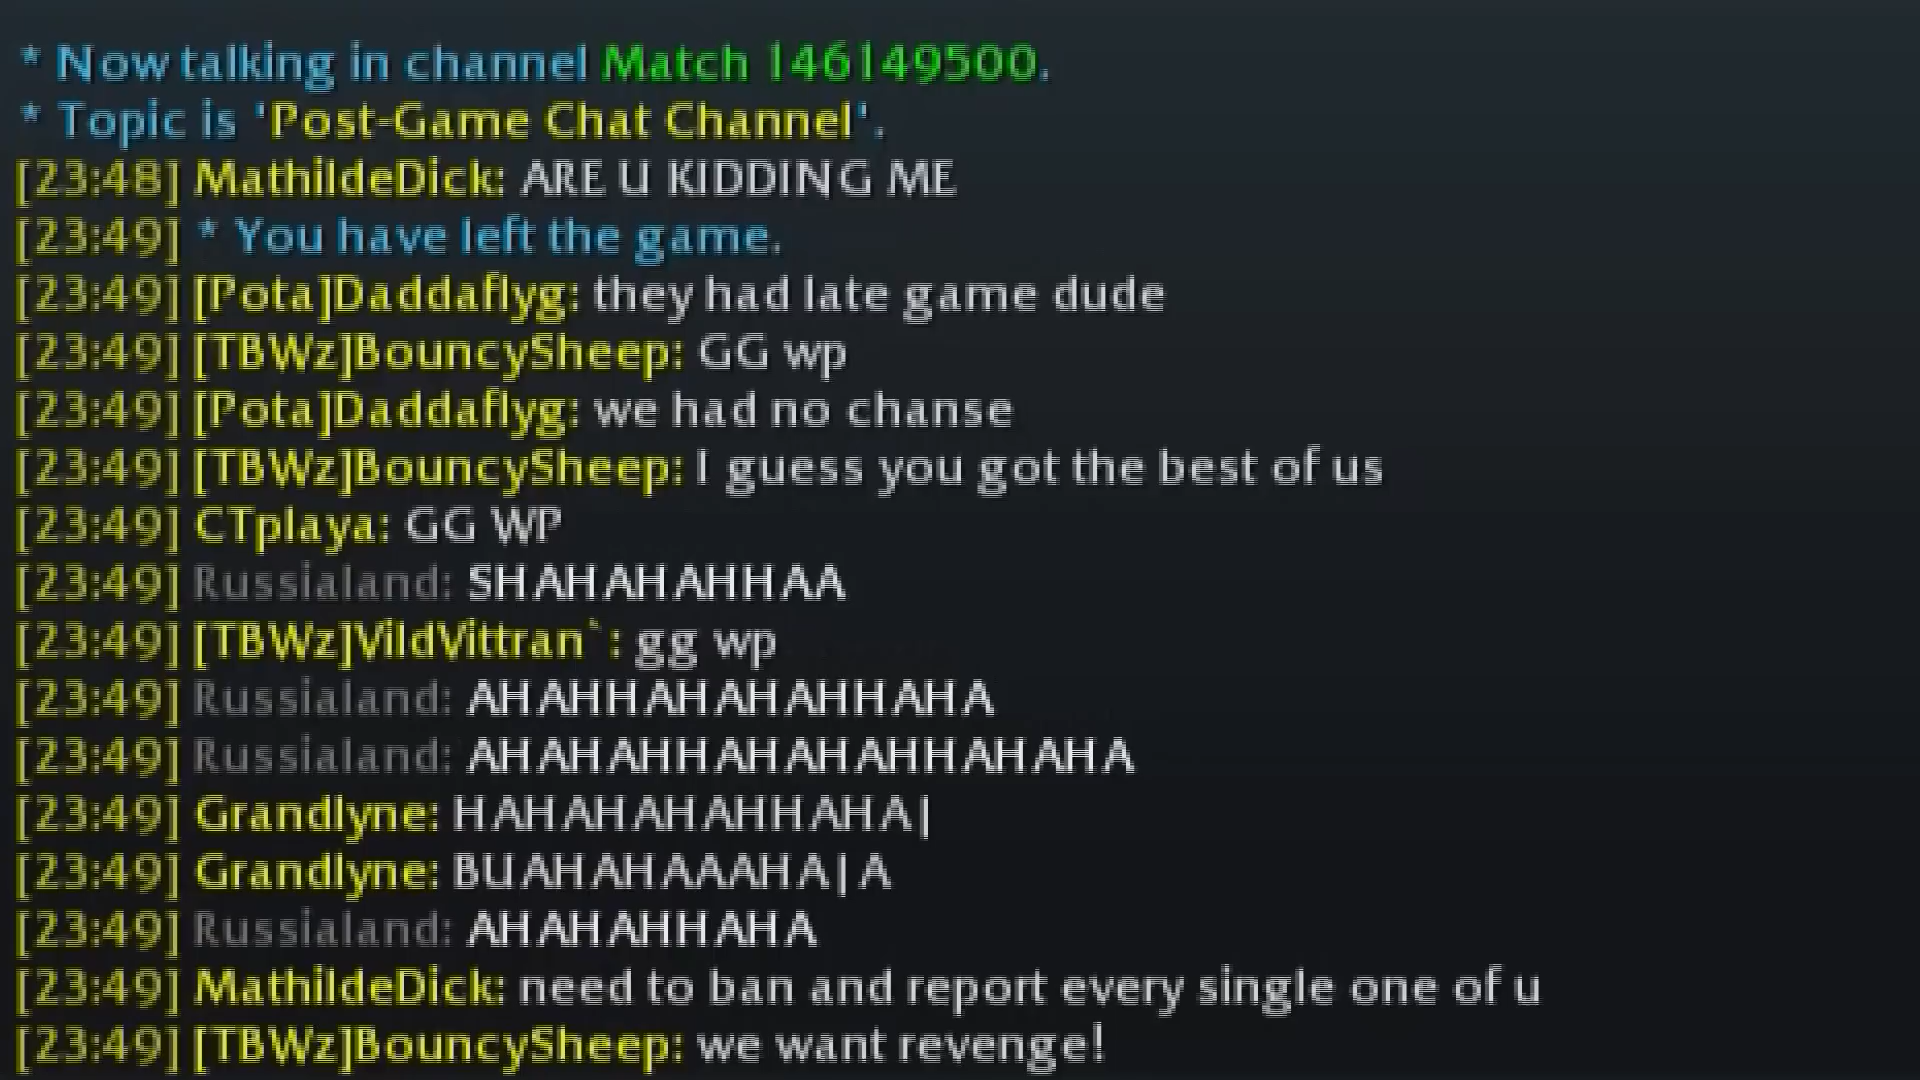 * Now talking in channel Match 146149500.
* Topic is 'Post-Game Chat Channel'.
[23:48] MathildeDick: ARE U KIDDING ME
[23:49] * You have left the game.
[23:49] [Pota]Daddaflyg: they had late game dude
[23:49] [TBWz]BouncySheep: GG wp
[23:49] [Pota]Daddaflyg: we had no chanse
[23:49] [TBWz]BouncySheep: I guess you got the best of us
[23:49] CTplaya: GG WP
[23:49] Russialand: SHAHAHAHHAA
[23:49] [TBWz]VildVittran`: gg wp
[23:49] Russialand: AHAHHAHAHAHHAHA
[23:49] Russialand: AHAHAHHAHAHAHHAHAHA
[23:49] Grandlyne: HAHAHAHAHHAHA|
[23:49] Grandlyne: BUAHAHAAAHA|A
[23:49] Russialand: AHAHAHHAHA
[23:49] MathildeDick: need to ban and report every single one of u
[23:49] [TBWz]BouncySheep: we want revenge!